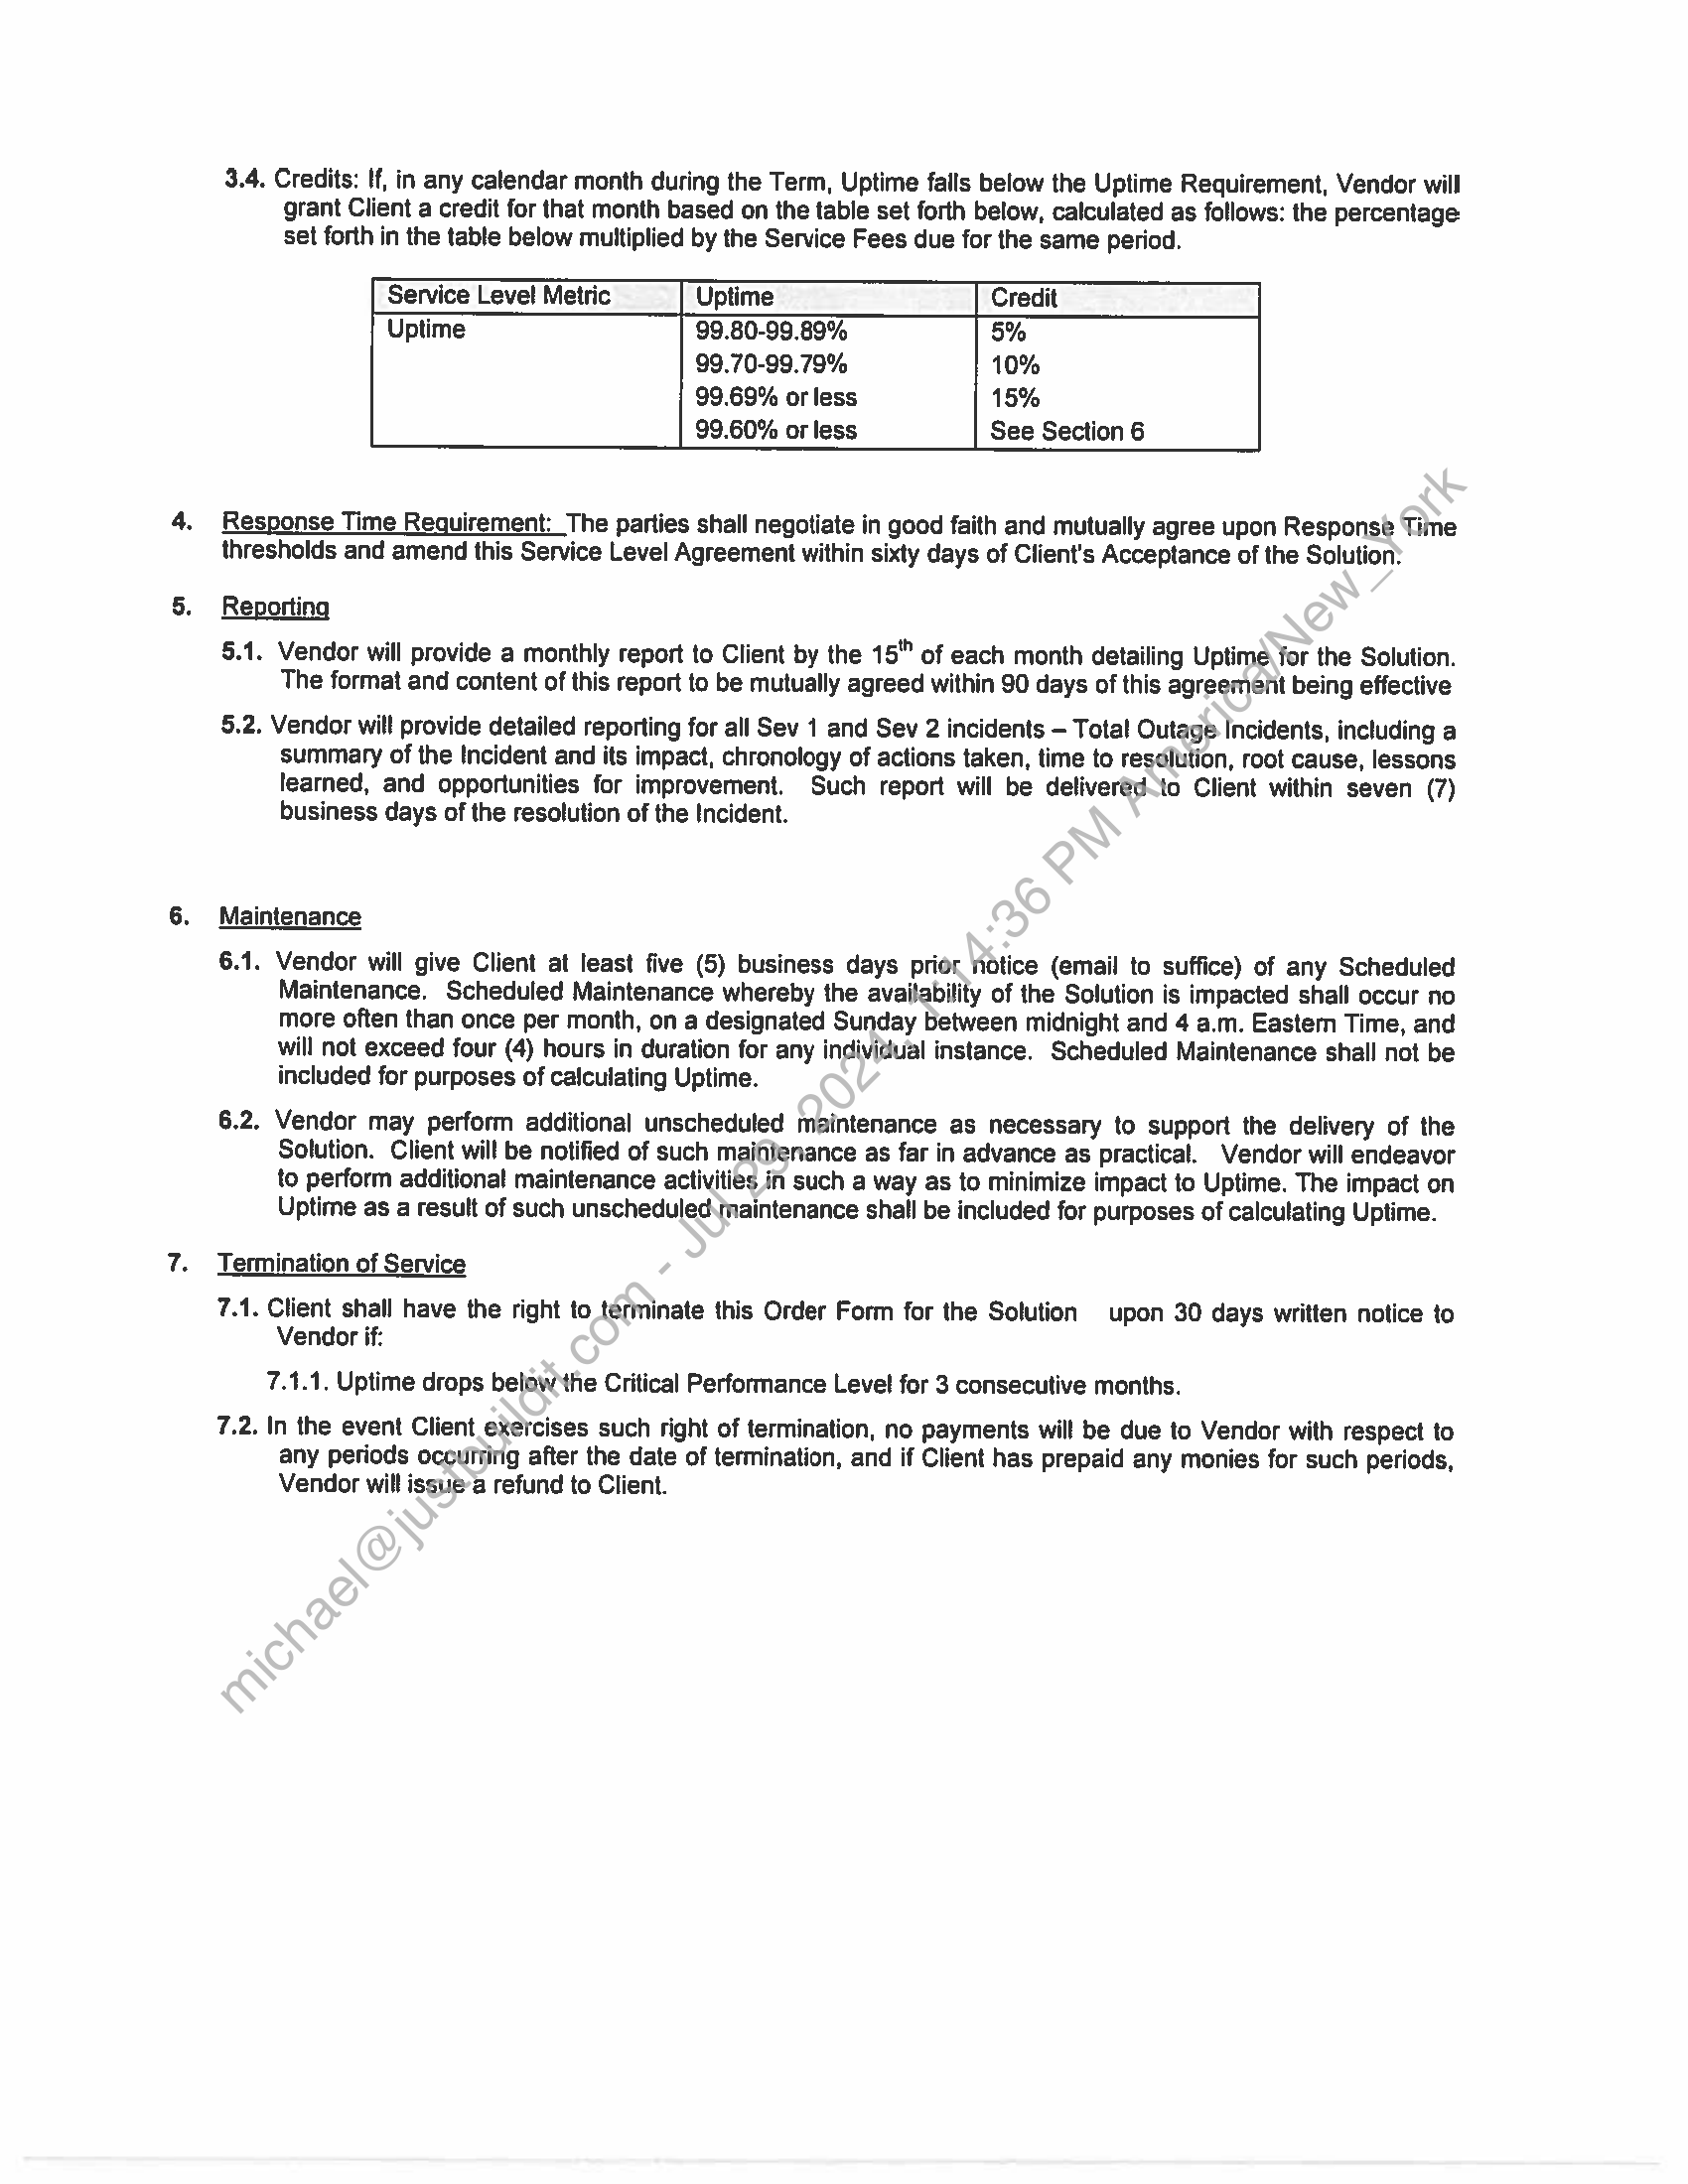 3.4. Credits: If, in any calendar month during the Term, Uptime falls below the Uptime Requirement, Vendor will
grant Client a credit for that month based on the table set forth below, calculated as follows: the percentage
set forth in the table below multiplied by the Service Fees due for the same period.
Service Level Metric Uptime Credit
Uptime 99.80-99.89% 5%
99.70-99.79% 10%
99.69% or less 15%
99.60% or less See Section 6
4. Response Time Requirement: The parties shall negotiate in good faith and mutually agree upon Response Time
thresholds and amend this Service Level Agreement within sixty days of Client's Acceptance of the Solution.
5. Reporting
5.1. Vendor will provide a monthly report to Client by the 15th of each month detailing Uptime for the Solution.
The format and content of this report to be mutually agreed within 90 days of this agreement being effective
5.2. Vendor will provide detailed reporting for all Sev 1 and Sev 2 incidents – Total Outage Incidents, including a
summary of the Incident and its impact, chronology of actions taken, time to resolution, root cause, lessons
learned, and opportunities for improvement. Such report will be delivered to Client within seven (7)
business days of the resolution of the Incident.
6. Maintenance
6.1. Vendor will give Client at least five (5) business days prior notice (email to suffice) of any Scheduled
Maintenance. Scheduled Maintenance whereby the availability of the Solution is impacted shall occur no
more often than once per month, on a designated Sunday between midnight and 4 a.m. Eastern Time, and
will not exceed four (4) hours in duration for any individual instance. Scheduled Maintenance shall not be
included for purposes of calculating Uptime.
6.2. Vendor may perform additional unscheduled maintenance as necessary to support the delivery of the
Solution. Client will be notified of such maintenance as far in advance as practical. Vendor will endeavor
to perform additional maintenance activities in such a way as to minimize impact to Uptime. The impact on
Uptime as a result of such unscheduled maintenance shall be included for purposes of calculating Uptime.
7. Termination of Service
7.1. Client shall have the right to terminate this Order Form for the Solution upon 30 days written notice to
Vendor if:
7.1.1. Uptime drops below the Critical Performance Level for 3 consecutive months.
7.2. In the event Client exercises such right of termination, no payments will be due to Vendor with respect to
any periods occurring after the date of termination, and if Client has prepaid any monies for such periods,
Vendor will issue a refund to Client.
michael@justbuildit.com - Jul 29, 2024, 1:14:36 PM America/New_York